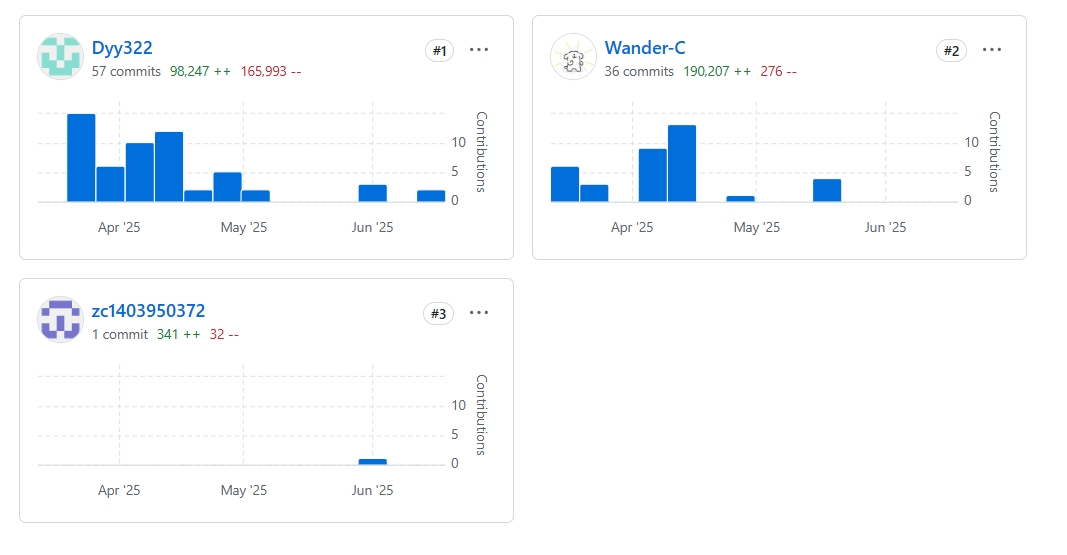 Dyy322
#1
57 commits 98,247 ++ 165,993 --
Contributions
10
5
0
Apr '25 May '25 Jun '25
Wander-C
#2
36 commits 190,207 ++ 276 --
Contributions
10
5
0
Apr '25 May '25 Jun '25
zc1403950372
#3
1 commit 341 ++ 32 --
Contributions
10
5
0
Apr '25 May '25 Jun '25